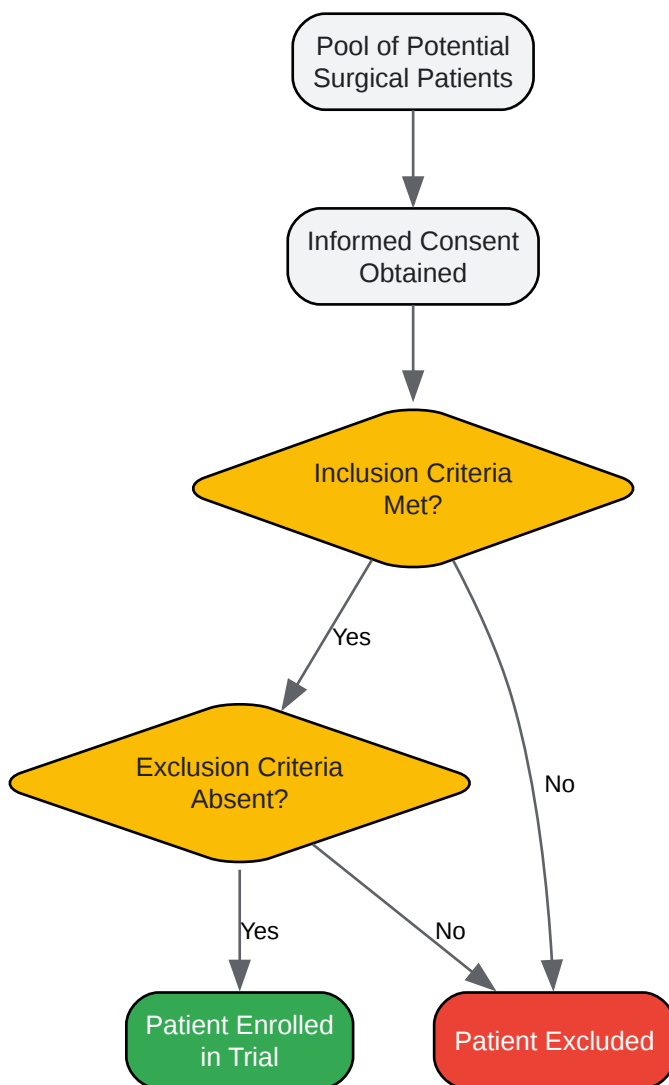 Pool of Potential
Surgical Patients
Informed Consent
Obtained
Inclusion Criteria
Met?
Yes
Exclusion Criteria
Absent?
No
Yes
No
Patient Enrolled
in Trial
Patient Excluded